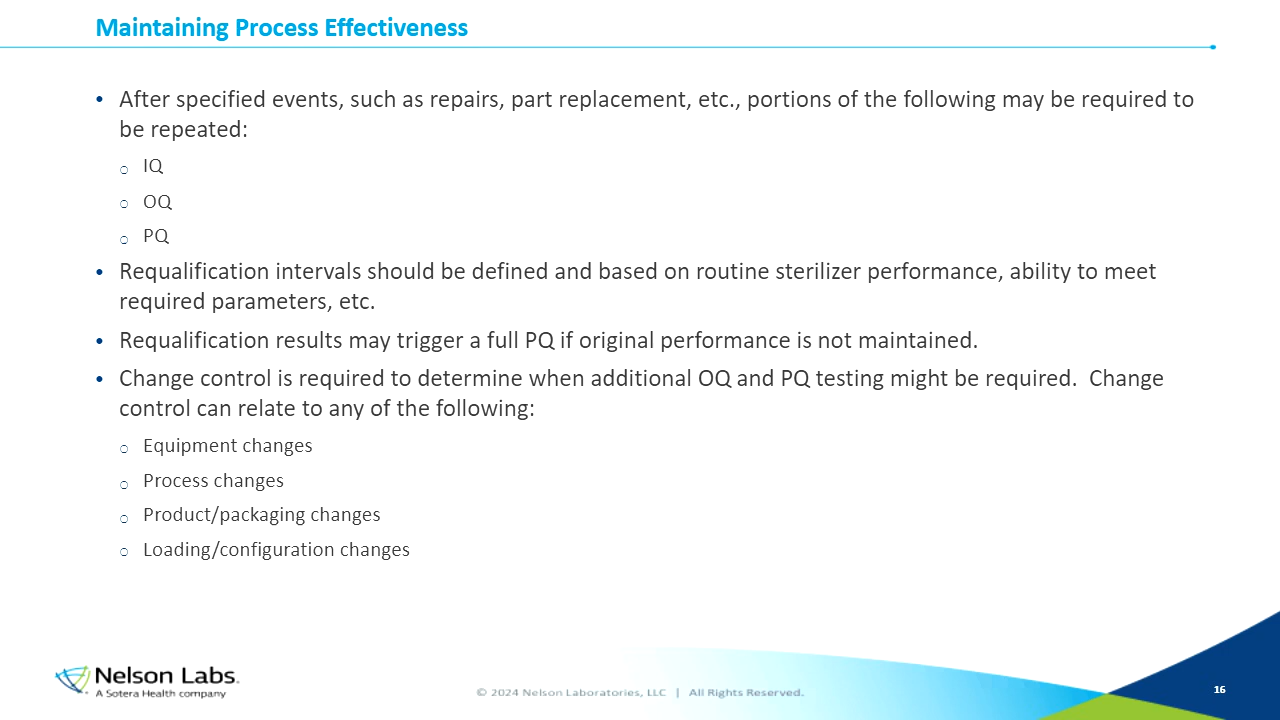 Maintaining Process Effectiveness
• After specified events, such as repairs, part replacement, etc., portions of the following may be required to
be repeated:
o IQ
o OQ
o PQ
• Requalification intervals should be defined and based on routine sterilizer performance, ability to meet
required parameters, etc.
• Requalification results may trigger a full PQ if original performance is not maintained.
• Change control is required to determine when additional OQ and PQ testing might be required.  Change
control can relate to any of the following:
o Equipment changes
o Process changes
o Product/packaging changes
o Loading/configuration changes
Nelson Labs.
A Sotera Health company
© 2024 Nelson Laboratories, LLC | All Rights Reserved.
16